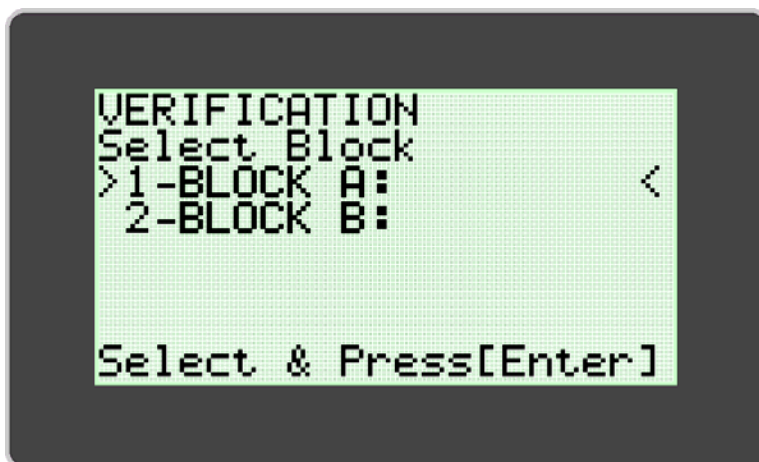 VERIFICATION
Select Block
>1-BLOCK A: <
2-BLOCK B:
Select & Press[Enter]